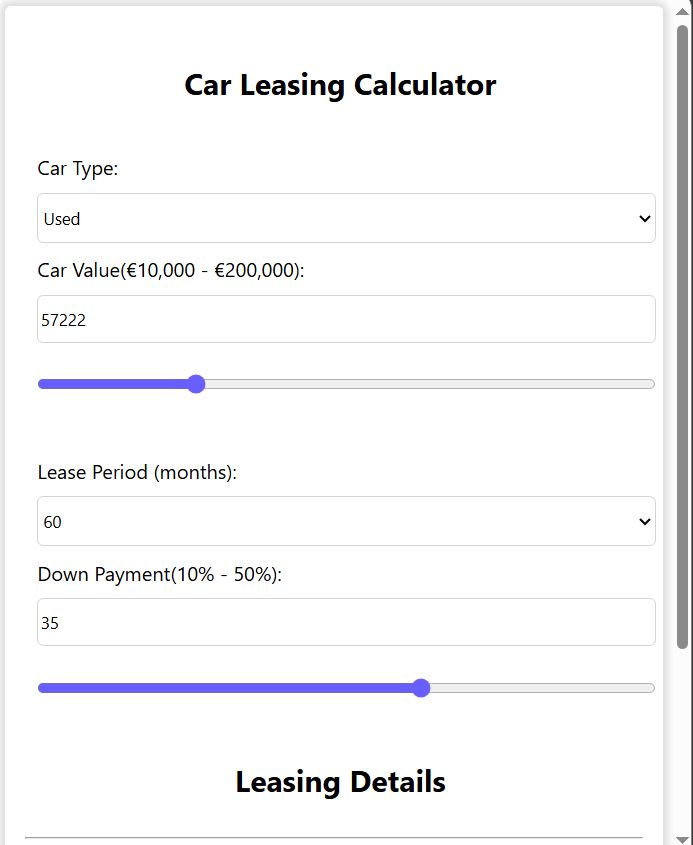 Car Leasing Calculator
Car Type:
Used
Car Value(€10,000 - €200,000):
57222
Lease Period (months):
60
Down Payment(10% - 50%):
35
Leasing Details